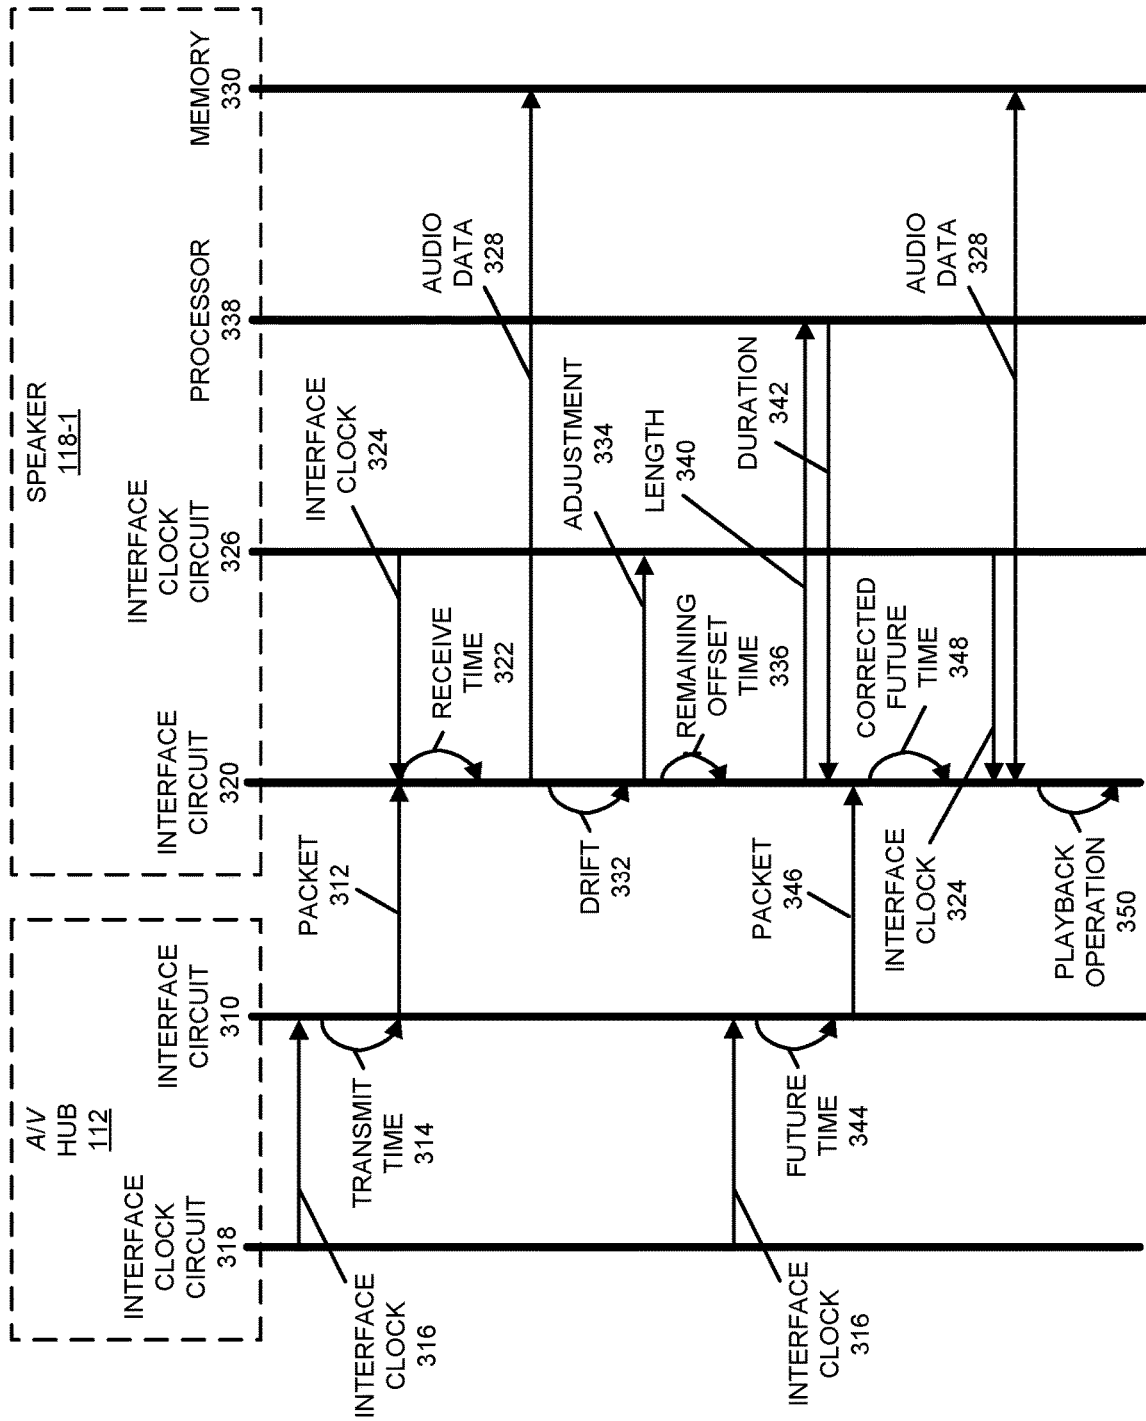 A/V
HUB
112
INTERFACE
CLOCK
CIRCUIT
318
INTERFACE
CIRCUIT
310
SPEAKER
118-1
INTERFACE
CIRCUIT
320
INTERFACE
CLOCK
CIRCUIT
326
PROCESSOR
338
MEMORY
330
INTERFACE
CLOCK
316
TRANSMIT
TIME
314
PACKET
312
INTERFACE
CLOCK
324
RECEIVE
TIME
322
AUDIO
DATA
328
DRIFT
332
ADJUSTMENT
334
REMAINING
OFFSET
TIME
336
LENGTH
340
DURATION
342
INTERFACE
CLOCK
316
FUTURE
TIME
344
PACKET
346
CORRECTED
FUTURE
TIME
348
INTERFACE
CLOCK
324
AUDIO
DATA
328
PLAYBACK
OPERATION
350